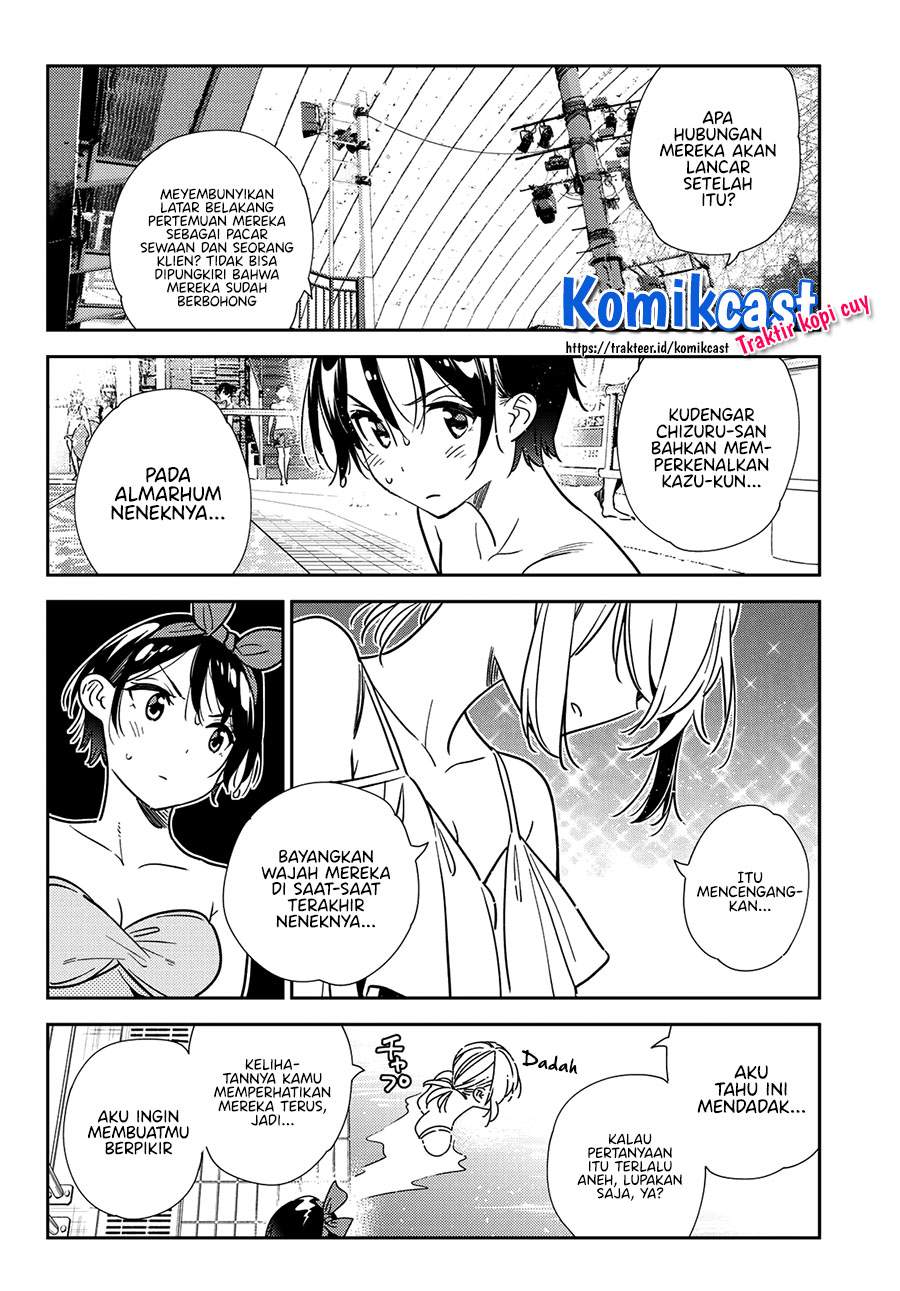 APA
HUBUNGAN
MEREKA AKAN
LANCAR
SETELAH
ITU?
MEYEMBUNYIKAN
LATAR BELAKANG
PERTEMUAN MEREKA
SEBAGAI PACAR
SEWAAN DAN SEORANG
KLIEN? TIDAK BISA
DIPUNGKIRI BAHWA
MEREKA SUDAH
BERBOHONG
Komikcast
Traktir kopi cuy
https://trakteer.id/komikcast
KUDENGAR
CHIZURU-SAN
BAHKAN MEM-
PERKENALKAN
KAZU-KUN...
PADA
ALMARHUM
NENEKNYA...
ITU
MENCENGANG-
KAN...
BAYANGKAN
WAJAH MEREKA
DI SAAT-SAAT
TERAKHIR
NENEKNYA...
AKU
TAHU INI
MENDADAK...
KALAU
PERTANYAAN
ITU TERLALU
ANEH, LUPAKAN
SAJA, YA?
Dadah
チャプ
KELIHA-
TANNYA KAMU
MEMPERHATIKAN
MEREKA TERUS,
JADI...
AKU INGIN
MEMBUATMU
BERPIKIR